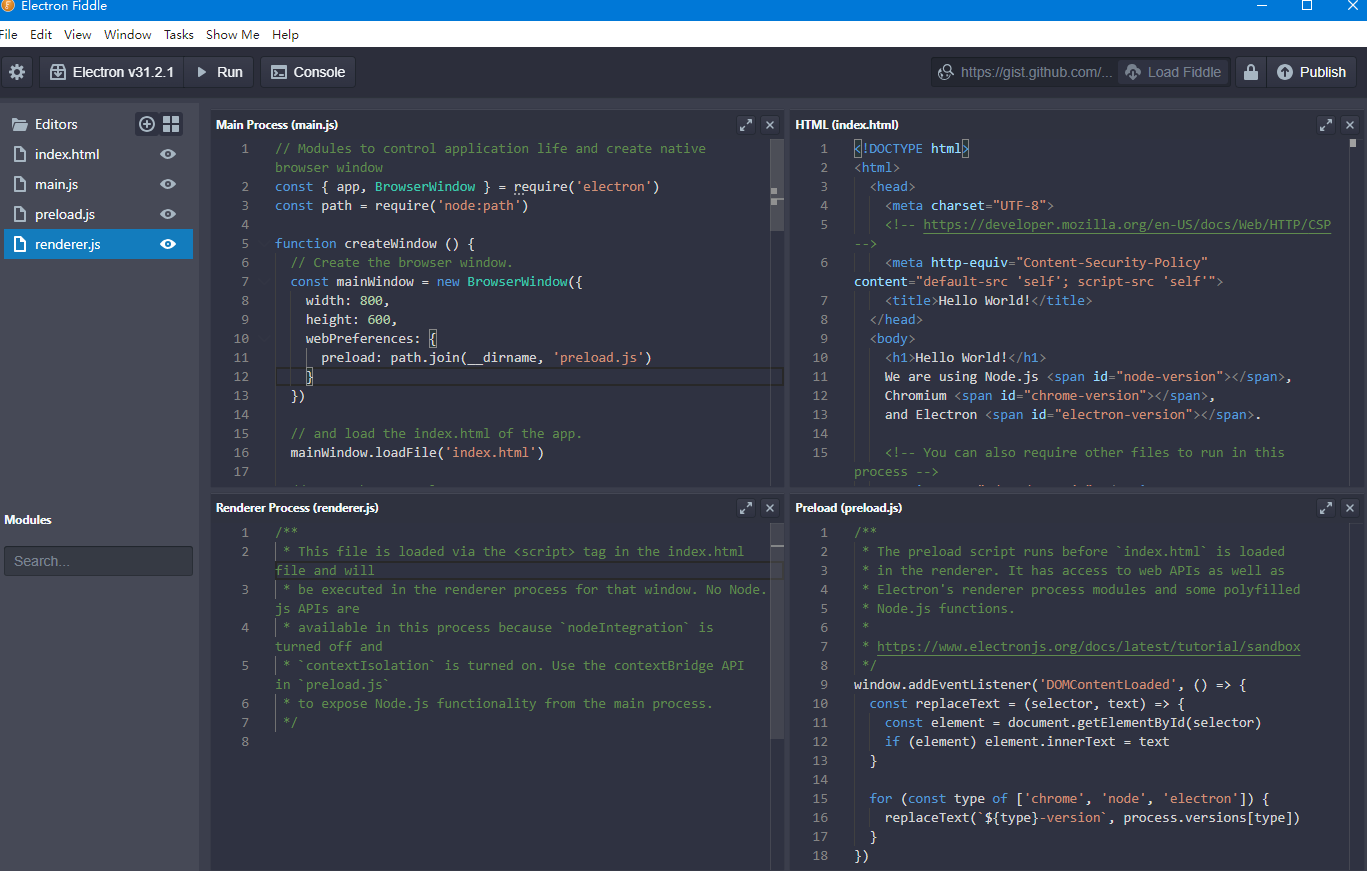 Electron Fiddle
File Edit View Window Tasks Show Me Help
Electron v31.2.1 Run Console https://gist.github.com/... Load Fiddle Publish
Editors
index.html
main.js
preload.js
renderer.js
Modules
Search...
Main Process (main.js)
1 // Modules to control application life and create native
browser window
2 const { app, BrowserWindow } = require('electron')
3 const path = require('node:path')
4
5 function createWindow () {
6 // Create the browser window.
7 const mainWindow = new BrowserWindow({
8 width: 800,
9 height: 600,
10 webPreferences: {
11 preload: path.join(__dirname, 'preload.js')
12 }
13 })
14
15 // and load the index.html of the app.
16 mainWindow.loadFile('index.html')
17
HTML (index.html)
1 <!DOCTYPE html>
2 <html>
3 <head>
4 <meta charset="UTF-8">
5 <!-- https://developer.mozilla.org/en-US/docs/Web/HTTP/CSP
-->
6 <meta http-equiv="Content-Security-Policy"
content="default-src 'self'; script-src 'self'">
7 <title>Hello World!</title>
8 </head>
9 <body>
10 <h1>Hello World!</h1>
11 We are using Node.js <span id="node-version"></span>,
12 Chromium <span id="chrome-version"></span>,
13 and Electron <span id="electron-version"></span>.
14
15 <!-- You can also require other files to run in this
process -->
Renderer Process (renderer.js)
1 /**
2 * This file is loaded via the <script> tag in the index.html
file and will
3 * be executed in the renderer process for that window. No Node.
js APIs are
4 * available in this process because `nodeIntegration` is
turned off and
5 * `contextIsolation` is turned on. Use the contextBridge API
in `preload.js`
6 * to expose Node.js functionality from the main process.
7 */
8
Preload (preload.js)
1 /**
2 * The preload script runs before `index.html` is loaded
3 * in the renderer. It has access to web APIs as well as
4 * Electron's renderer process modules and some polyfilled
5 * Node.js functions.
6 *
7 * https://www.electronjs.org/docs/latest/tutorial/sandbox
8 */
9 window.addEventListener('DOMContentLoaded', () => {
10 const replaceText = (selector, text) => {
11 const element = document.getElementById(selector)
12 if (element) element.innerText = text
13 }
14
15 for (const type of ['chrome', 'node', 'electron']) {
16 replaceText(`${type}-version`, process.versions[type])
17 }
18 })